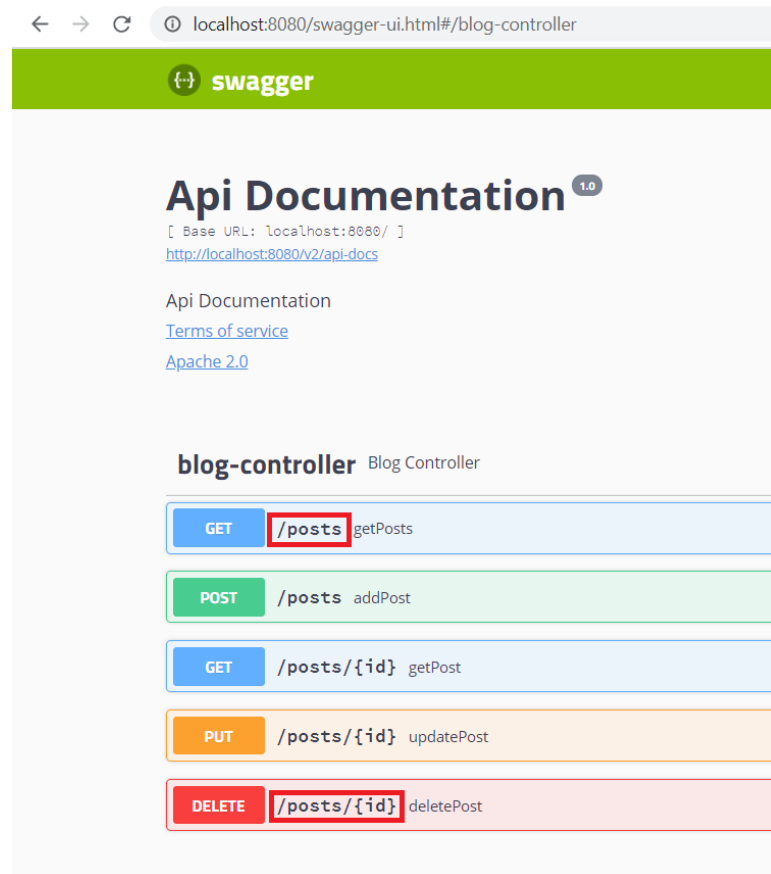 localhost:8080/swagger-ui.html#/blog-controller
{···} swagger
Api Documentation 1.0
[ Base URL: localhost:8080/ ]
http://localhost:8080/v2/api-docs
Api Documentation
Terms of service
Apache 2.0
blog-controller Blog Controller
GET /posts getPosts
POST /posts addPost
GET /posts/{id} getPost
PUT /posts/{id} updatePost
DELETE /posts/{id} deletePost